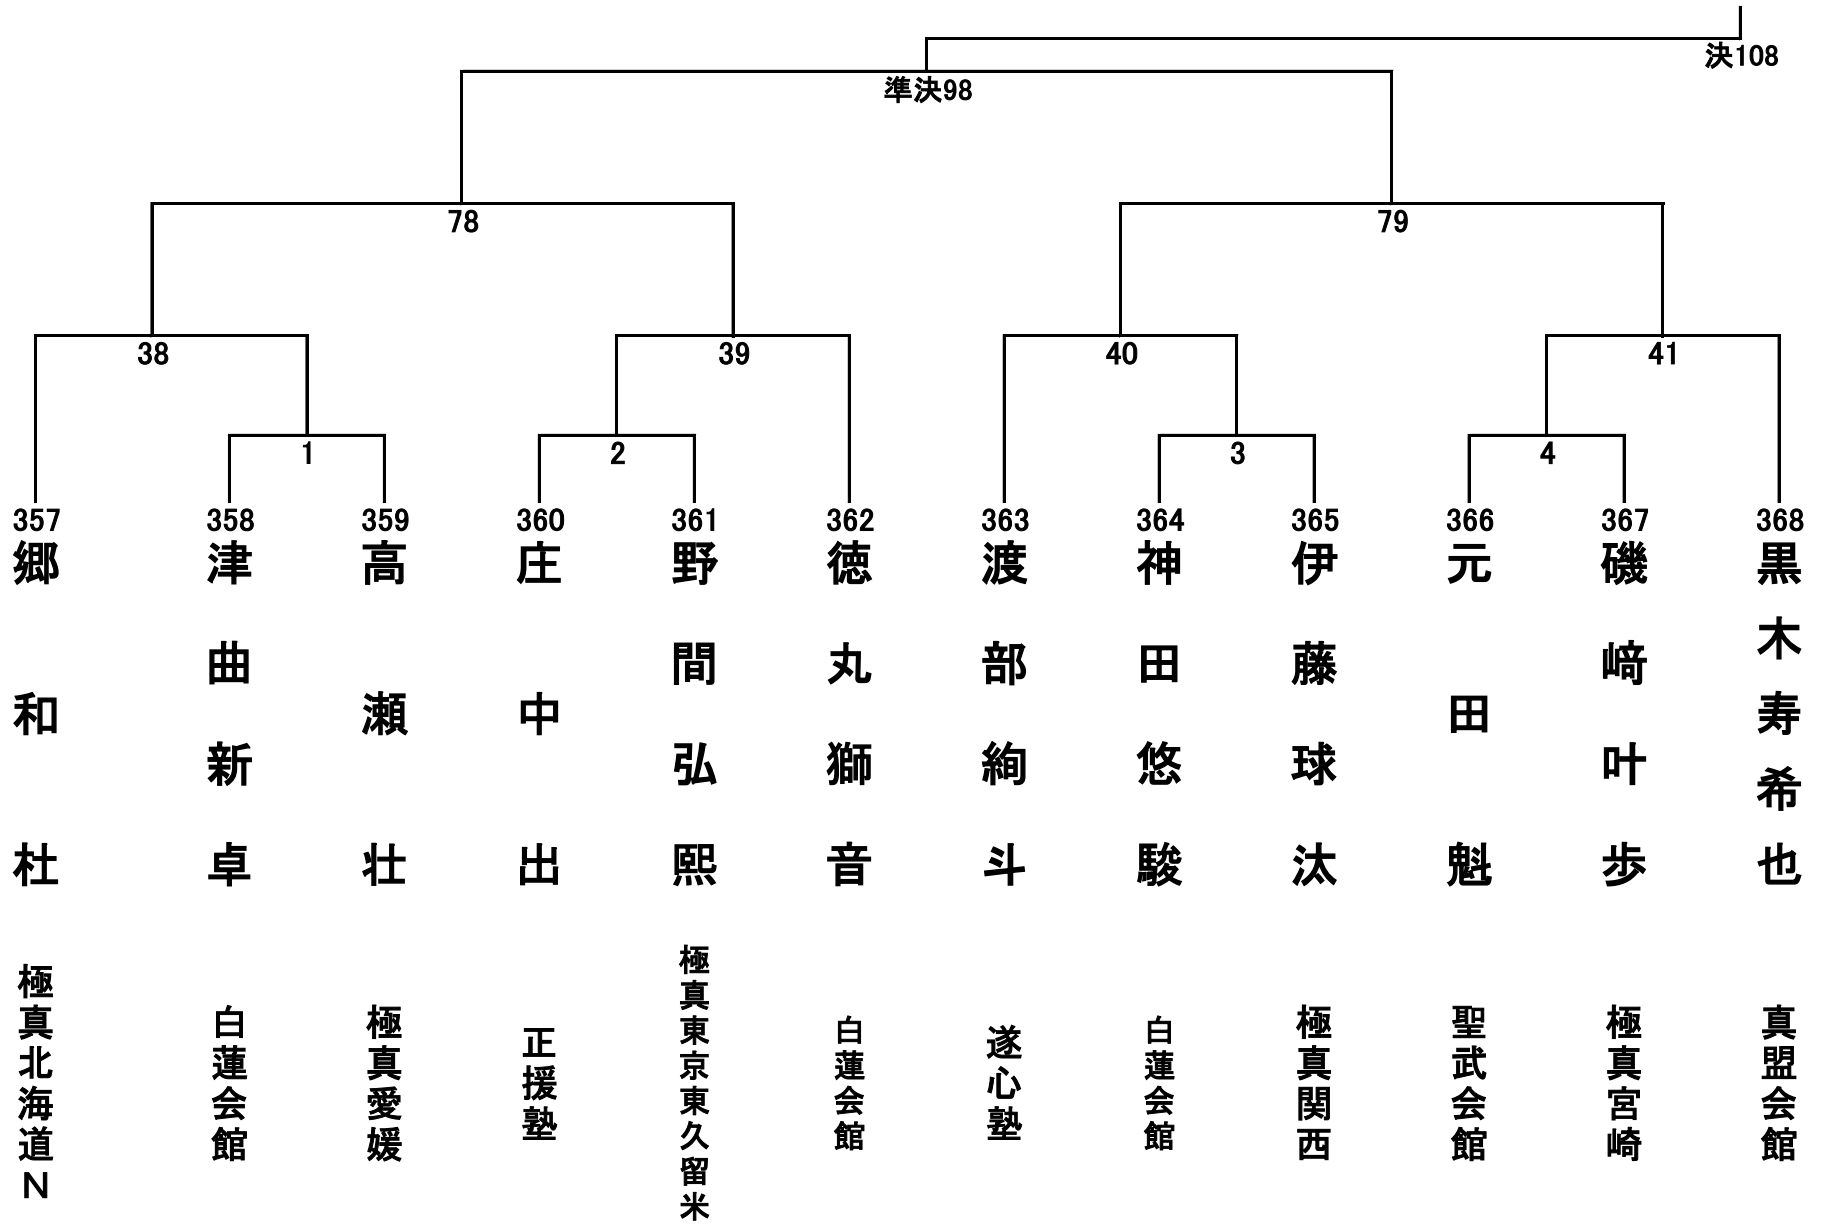 決108
準決98
78
79
38
39
40
41
1
2
3
4
357
358
359
360
361
362
363
364
365
366
367
368
郷和杜
津曲新卓
高瀬壮
庄中出
野間弘熙
徳丸獅音
渡部絢斗
神田悠駿
伊藤球汰
元田魁
磯﨑叶歩
黒木寿希也
極真北海道Ｎ
白蓮会館
極真愛媛
正援塾
極真東京東久留米
白蓮会館
遂心塾
白蓮会館
極真関西
聖武会館
極真宮崎
真盟会館